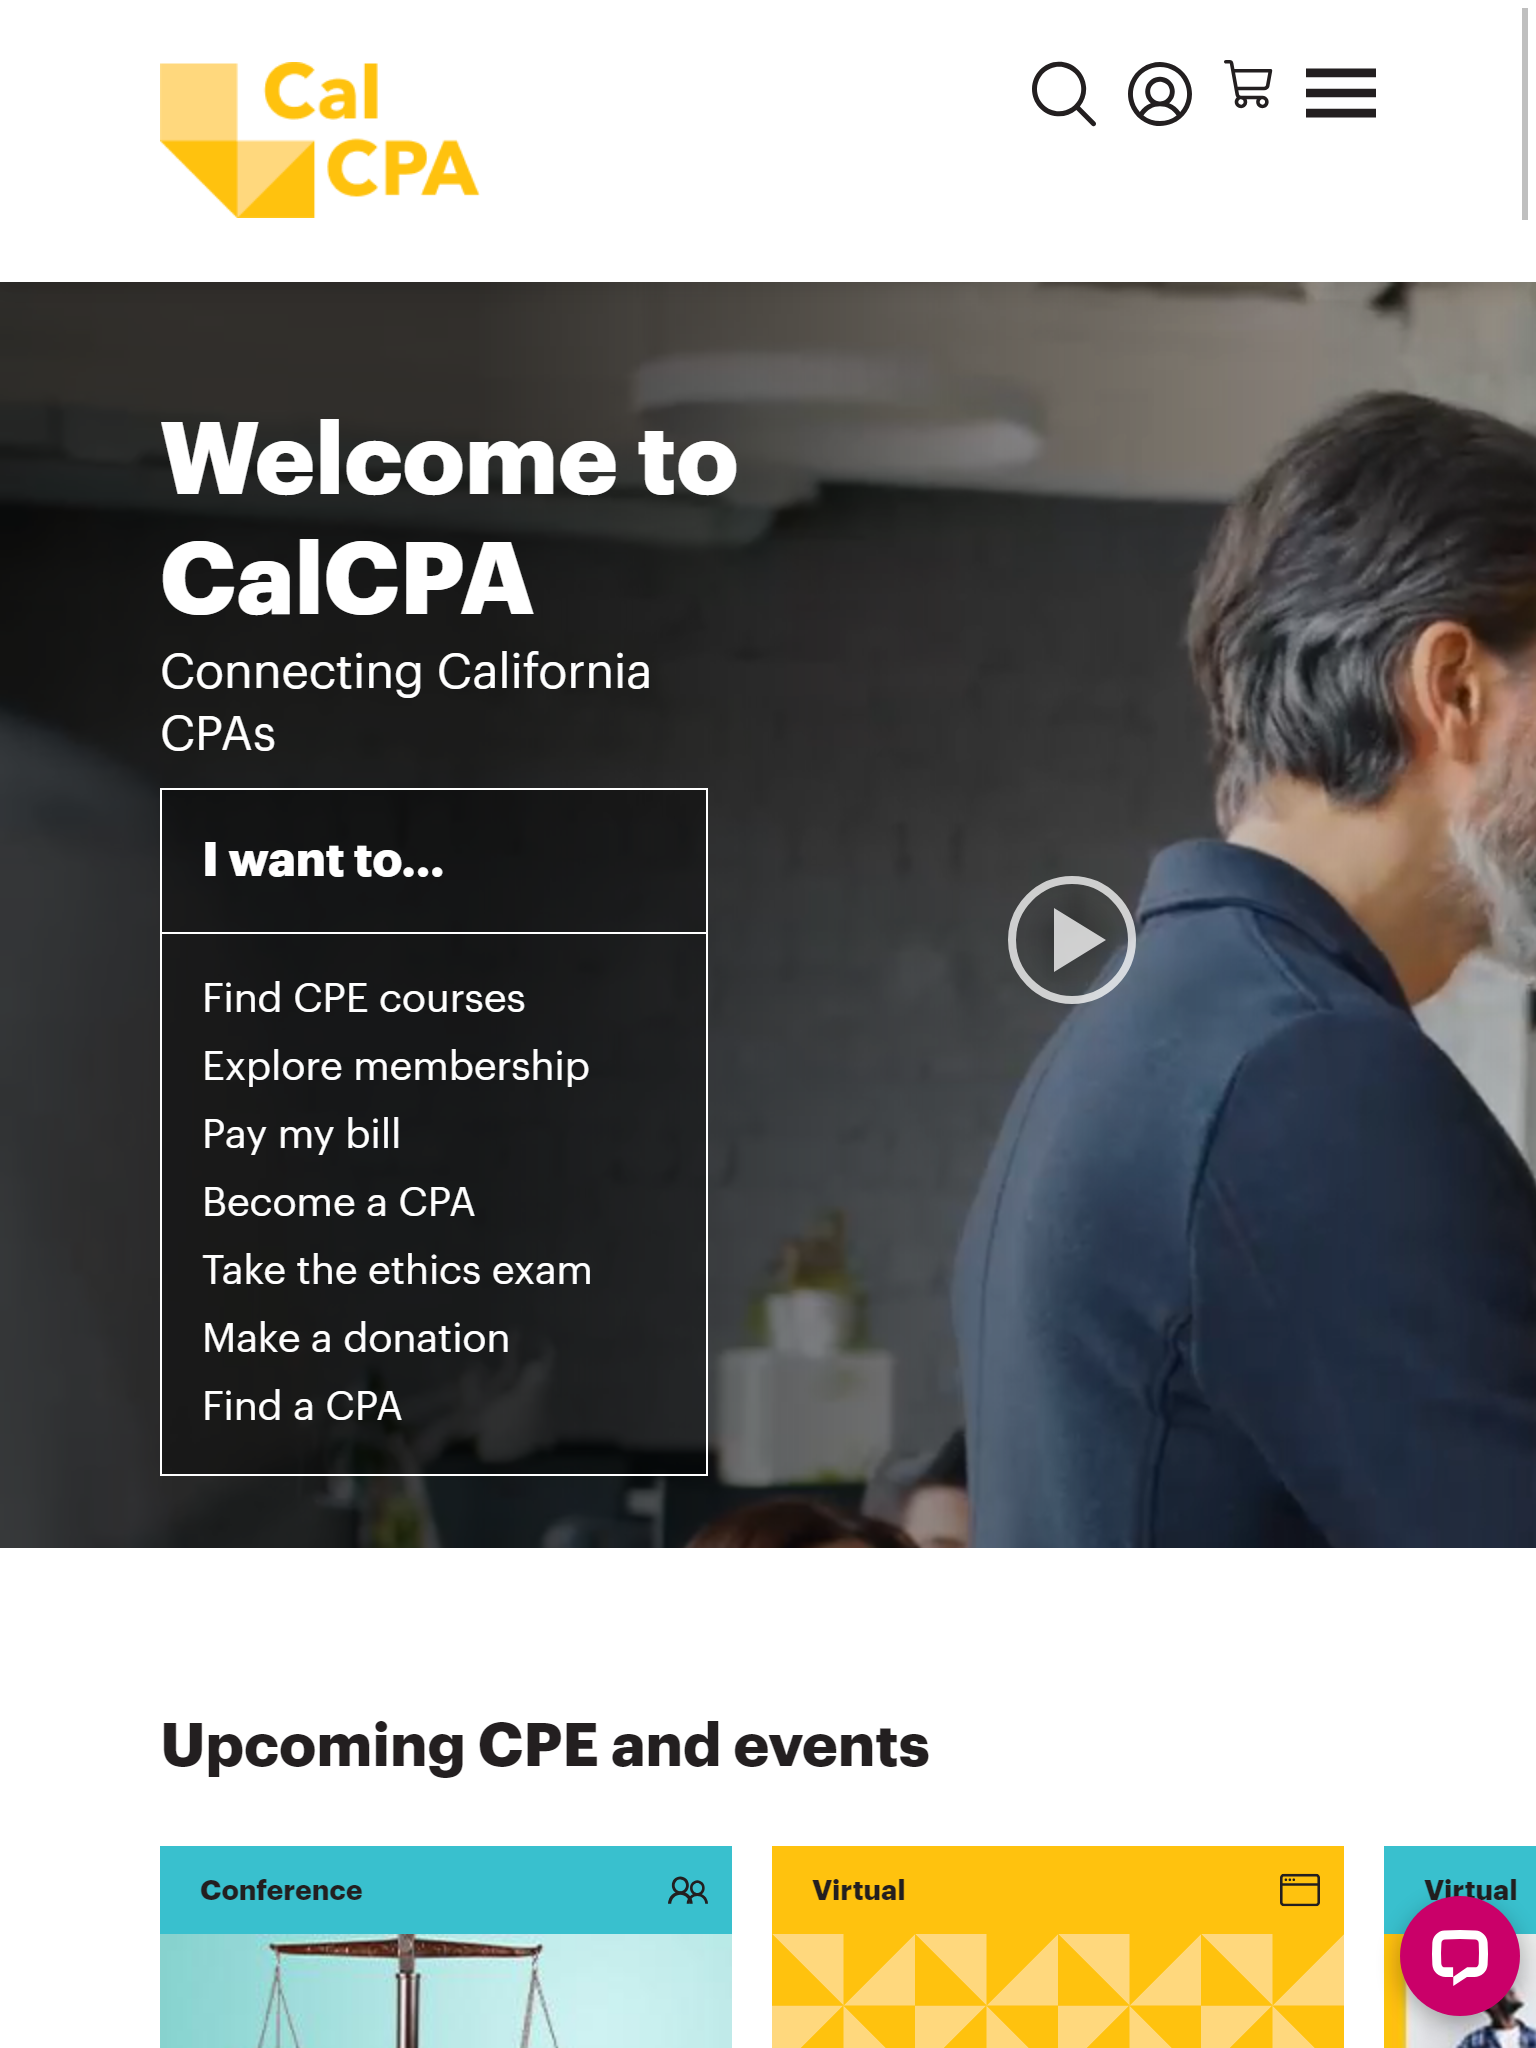 Cal
CPA
Welcome to
CalCPA
Connecting California
CPAs
I want to...
Find CPE courses
Explore membership
Pay my bill
Become a CPA
Take the ethics exam
Make a donation
Find a CPA
Upcoming CPE and events
Conference
Virtual
Virtual